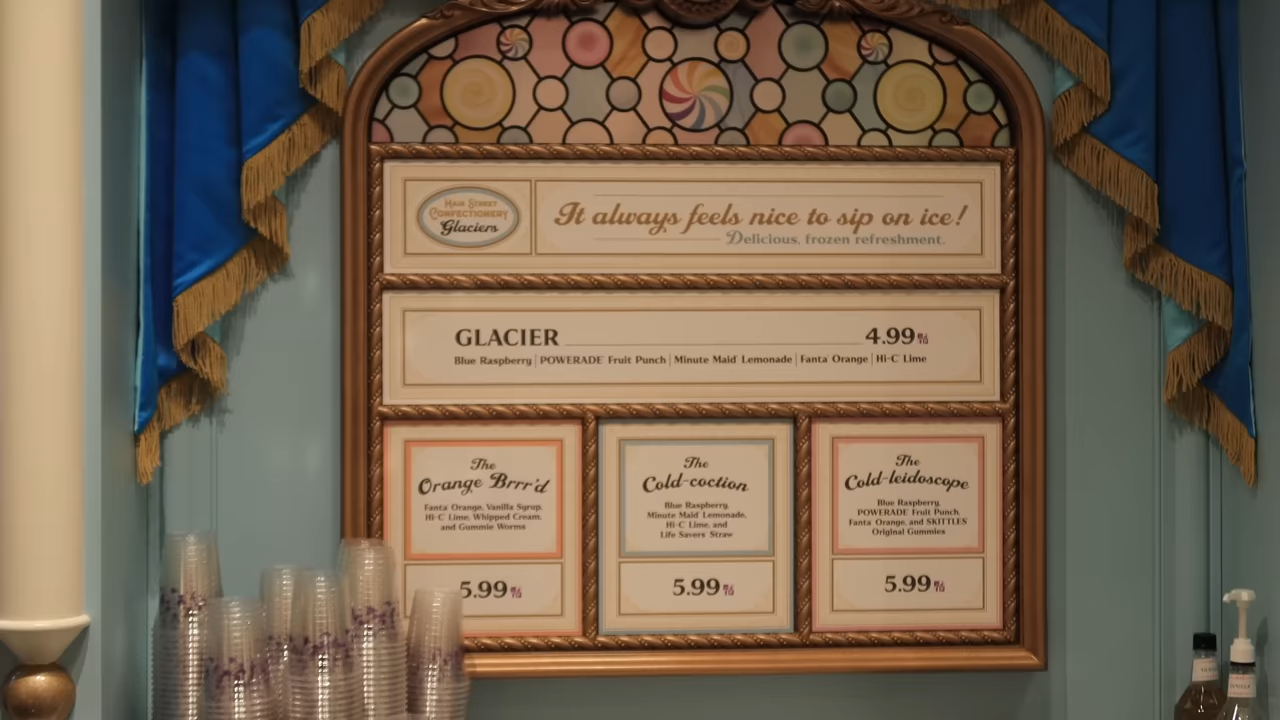 Main Street
Confectionery
Glaciers
It always feels nice to sip on ice!
Delicious, frozen refreshment.
GLACIER 4.99
Blue Raspberry | POWERADE Fruit Punch | Minute Maid Lemonade | Fanta Orange | Hi-C Lime
The
Orange Brrr'd
Fanta Orange, Vanilla Syrup,
Hi-C Lime, Whipped Cream,
and Gummie Worms
5.99
The
Cold-coction
Blue Raspberry,
Minute Maid Lemonade,
Hi-C Lime, and
Life Savers Straw
5.99
The
Cold-leidoscope
Blue Raspberry,
POWERADE Fruit Punch,
Fanta Orange, and SKITTLES
Original Gummies
5.99